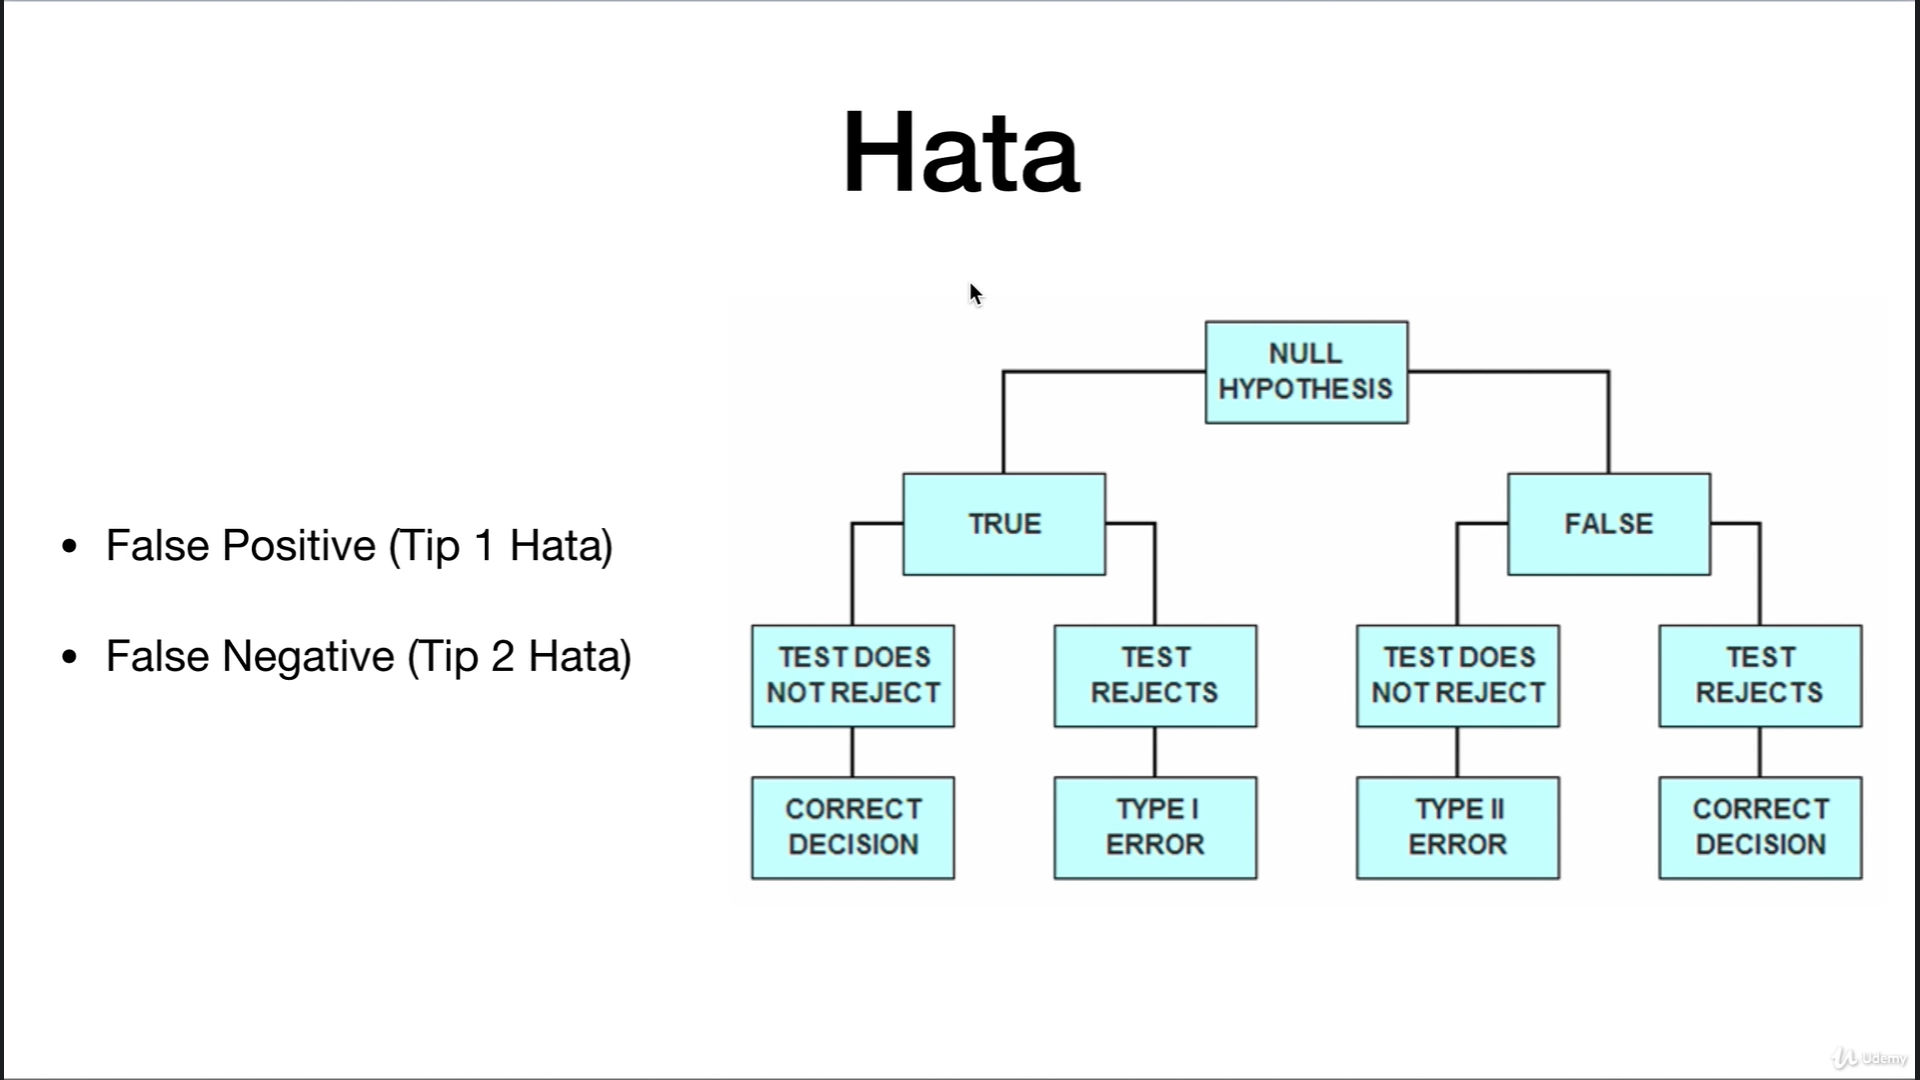 Hata
• False Positive (Tip 1 Hata)
• False Negative (Tip 2 Hata)
NULL
HYPOTHESIS
TRUE
FALSE
TEST DOES
NOT REJECT
TEST
REJECTS
TEST DOES
NOT REJECT
TEST
REJECTS
CORRECT
DECISION
TYPE I
ERROR
TYPE II
ERROR
CORRECT
DECISION
Udemy